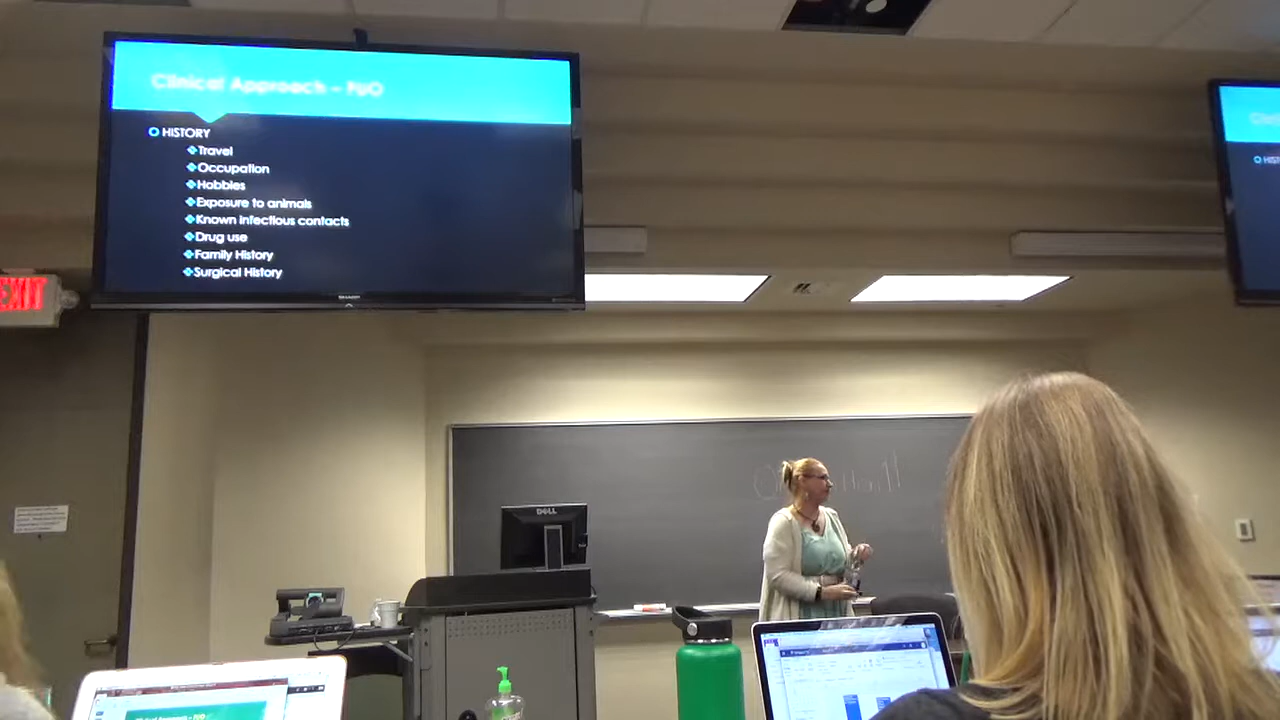 Clinical Approach – FUO
HISTORY
Travel
Occupation
Hobbies
Exposure to animals
Known infectious contacts
Drug use
Family History
Surgical History
SHARP
EXIT
DELL